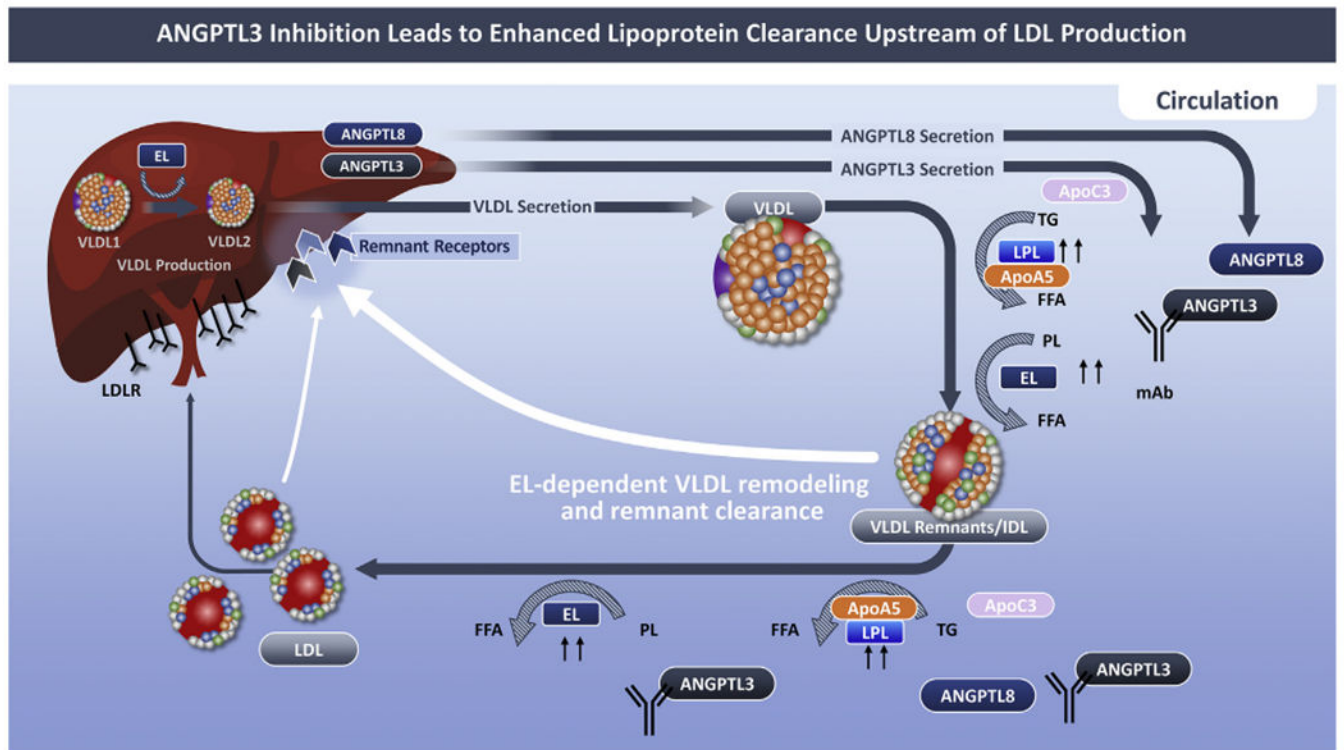 ANGPTL3 Inhibition Leads to Enhanced Lipoprotein Clearance Upstream of LDL Production
Circulation
ANGPTL8
ANGPTL8 Secretion
ANGPTL3
ANGPTL3 Secretion
EL
VLDL1
VLDL2
VLDL Production
VLDL Secretion
VLDL
Remnant Receptors
LDLR
ApoC3
TG
LPL
ApoA5
FFA
ANGPTL8
ANGPTL3
mAb
PL
EL
FFA
EL-dependent VLDL remodeling
and remnant clearance
VLDL Remnants/IDL
LDL
FFA
EL
PL
ANGPTL3
FFA
ApoA5
LPL
TG
ApoC3
ANGPTL8
ANGPTL3